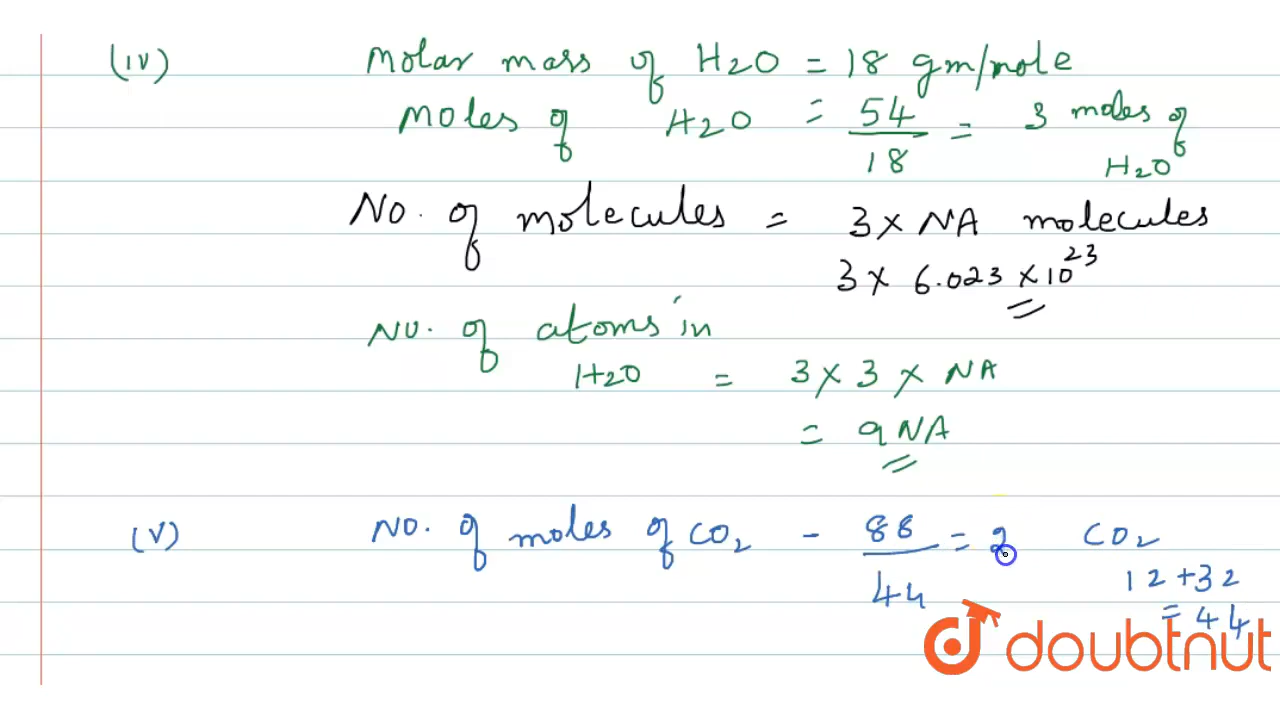 (iv) Molar mass of H2O = 18 gm/mole
Moles of H2O = 54/18 = 3 moles of H2O
No. of molecules = 3 x NA molecules
3 x 6.023 x 10^23
No. of atoms in H2O = 3 x 3 x NA
= 9 NA
(v) No. of moles of CO2 - 88/44 = 2 CO2
12 + 32
= 44
doubtnut